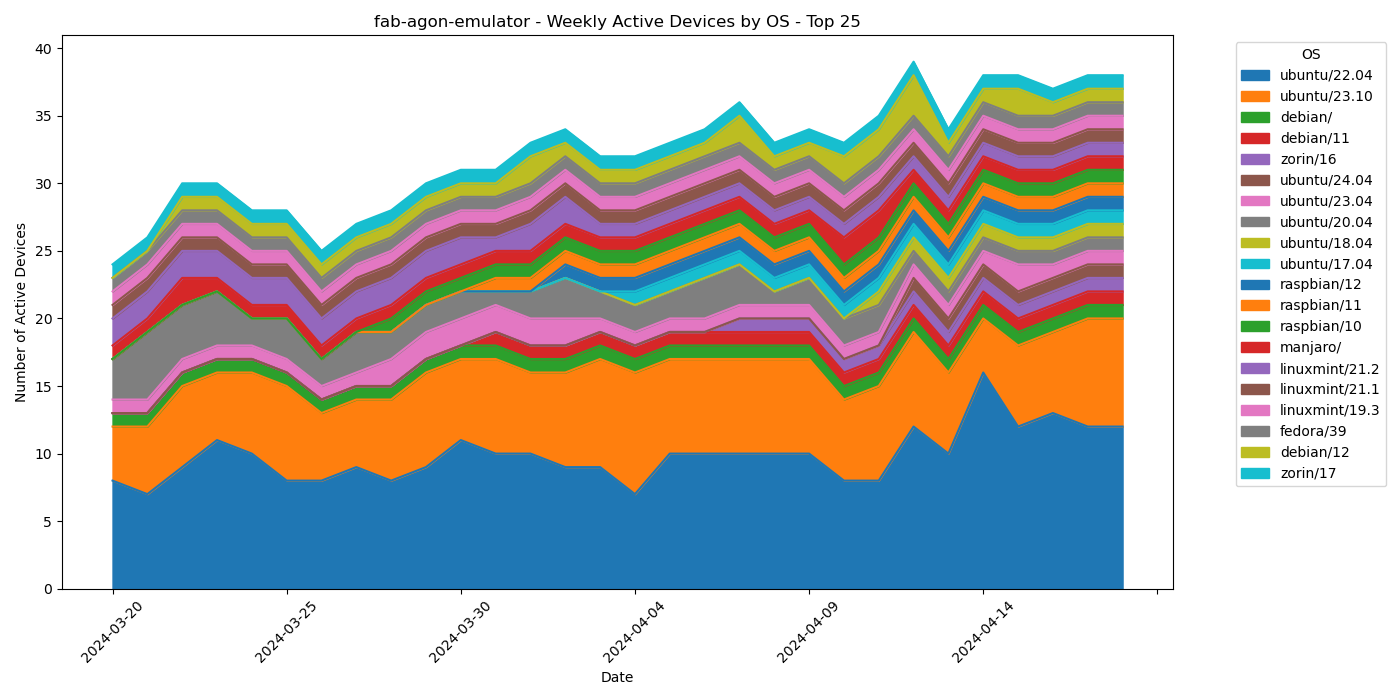 fab-agon-emulator - Weekly Active Devices by OS - Top 25
Number of Active Devices
40
35
30
25
20
15
10
5
0
2024-03-20
2024-03-25
2024-03-30
2024-04-04
2024-04-09
2024-04-14
Date
OS
ubuntu/22.04
ubuntu/23.10
debian/
debian/11
zorin/16
ubuntu/24.04
ubuntu/23.04
ubuntu/20.04
ubuntu/18.04
ubuntu/17.04
raspbian/12
raspbian/11
raspbian/10
manjaro/
linuxmint/21.2
linuxmint/21.1
linuxmint/19.3
fedora/39
debian/12
zorin/17